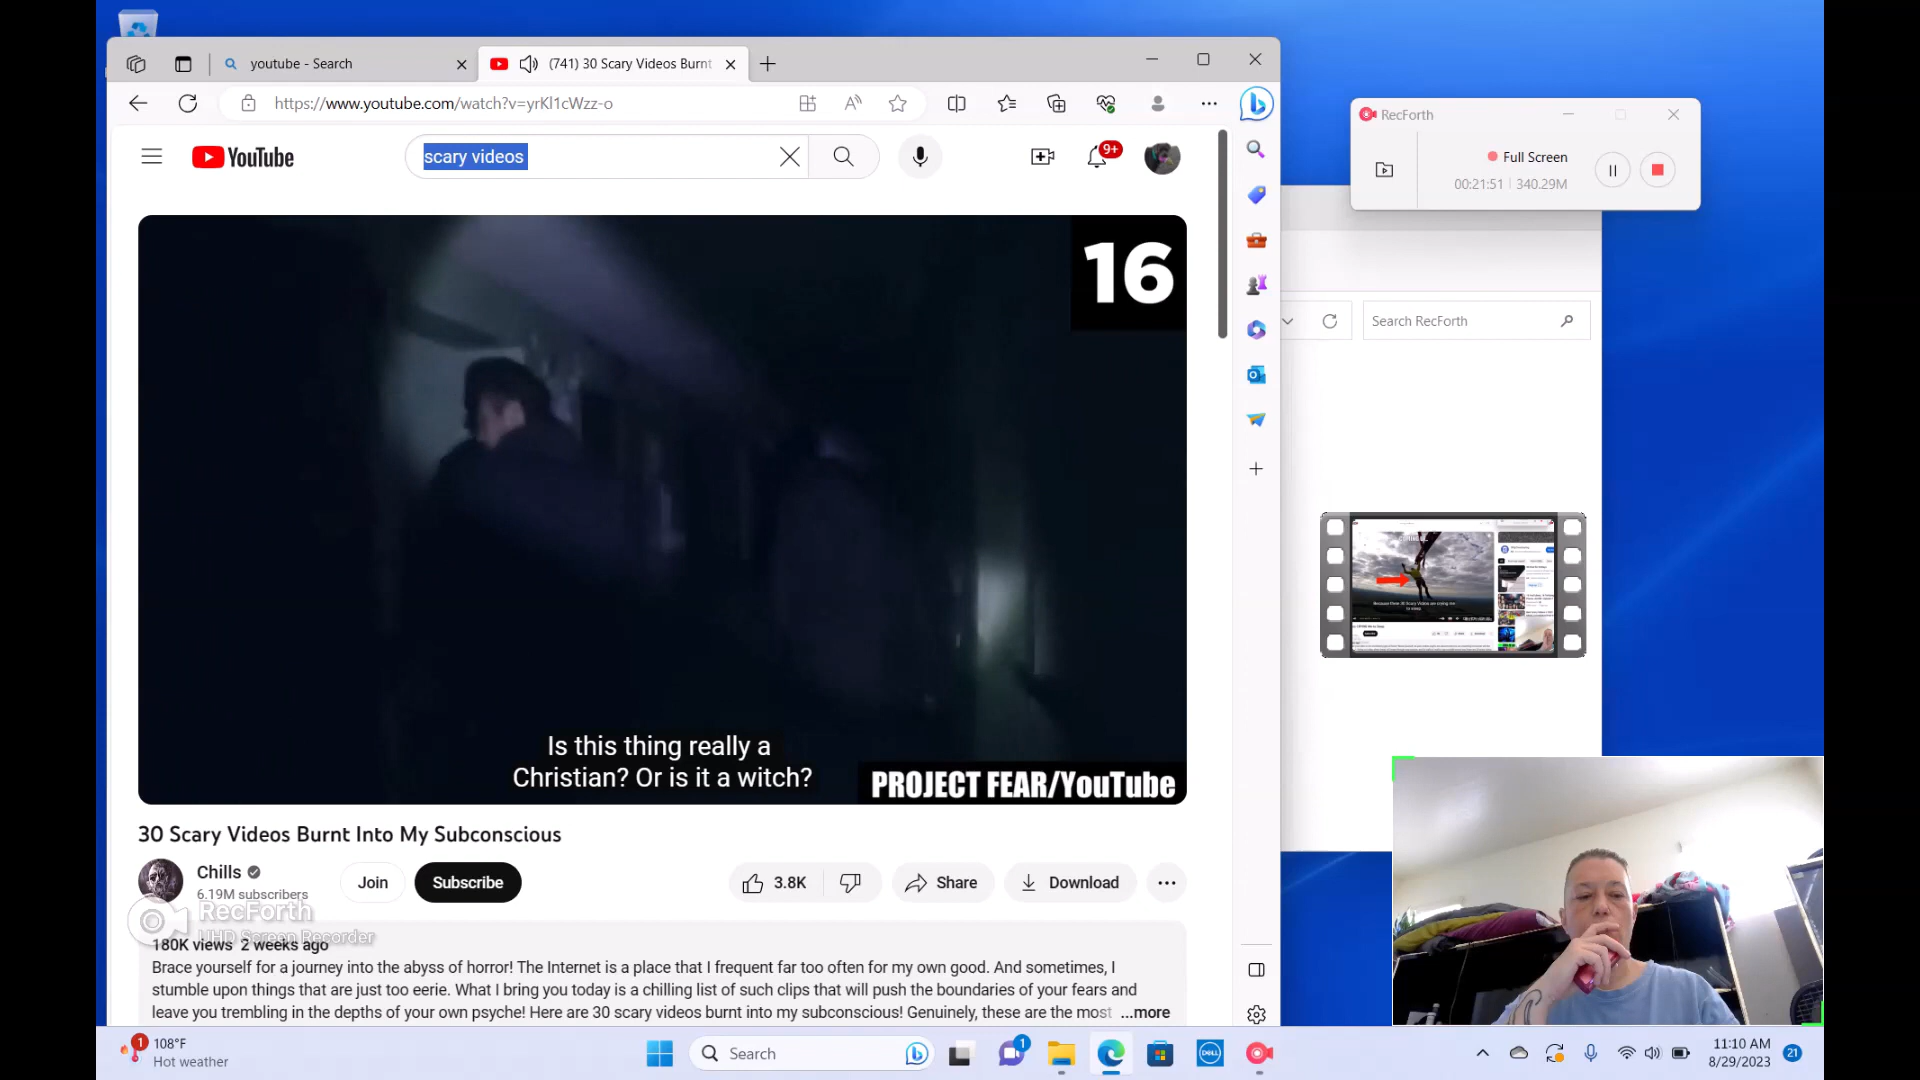 youtube - Search
(741) 30 Scary Videos Burnt
https://www.youtube.com/watch?v=yrKl1cWzz-o
YouTube
scary videos
9+
RecForth
Full Screen
00:21:51 340.29M
Search RecForth
16
Is this thing really a
Christian? Or is it a witch?
PROJECT FEAR/YouTube
30 Scary Videos Burnt Into My Subconscious
Chills
6.19M subscribers
Join
Subscribe
3.8K
Share
Download
RecForth
UHD Screen Recorder
180K views 2 weeks ago
Brace yourself for a journey into the abyss of horror! The Internet is a place that I frequent far too often for my own good. And sometimes, I
stumble upon things that are just too eerie. What I bring you today is a chilling list of such clips that will push the boundaries of your fears and
leave you trembling in the depths of your own psyche! Here are 30 scary videos burnt into my subconscious! Genuinely, these are the most ...more
1
108°F
Hot weather
Search
1
DELL
11:10 AM
8/29/2023
21